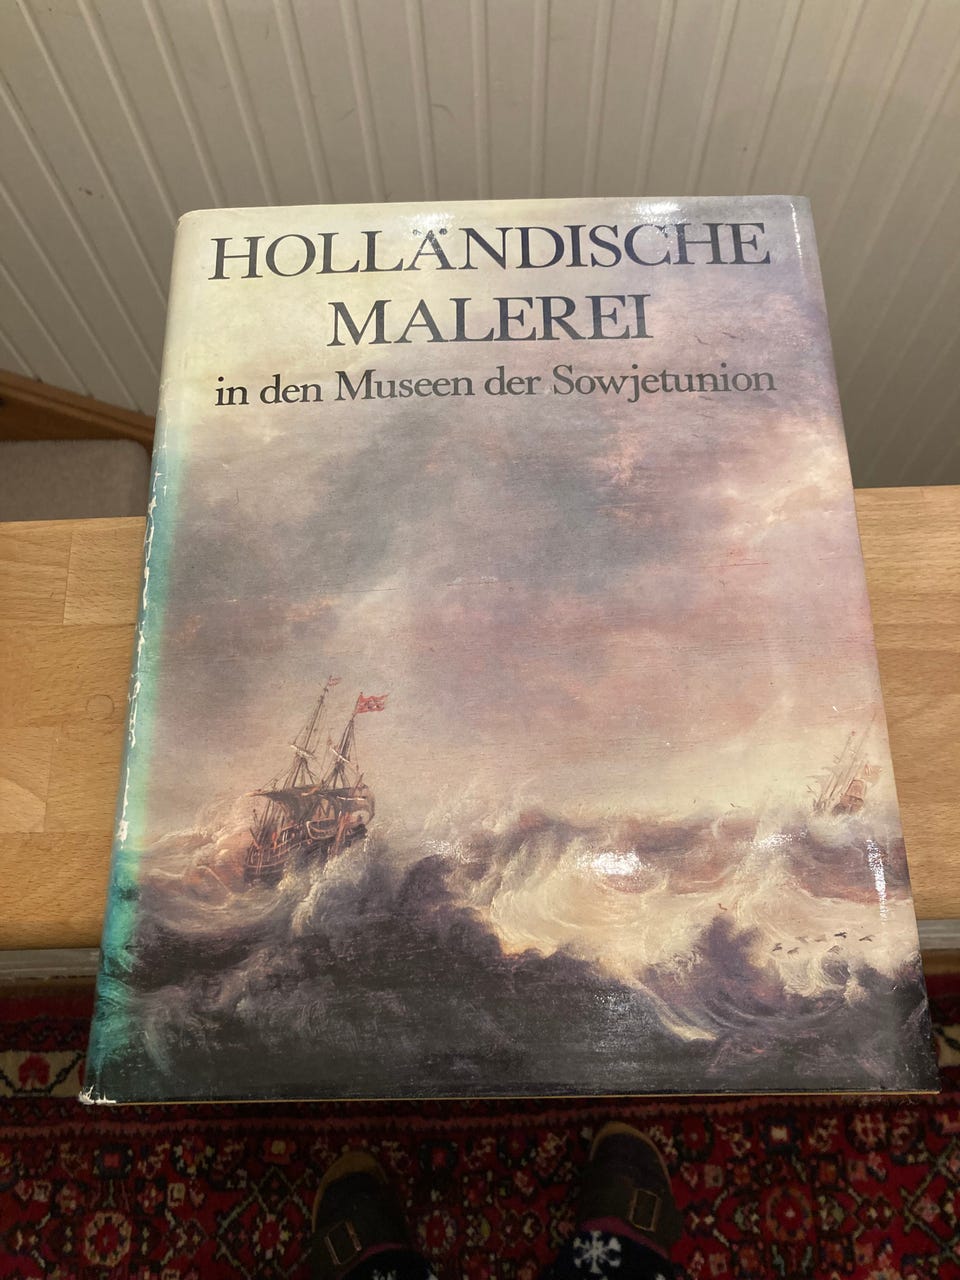 HOLLÄNDISCHE
MALEREI
in den Museen der Sowjetunion